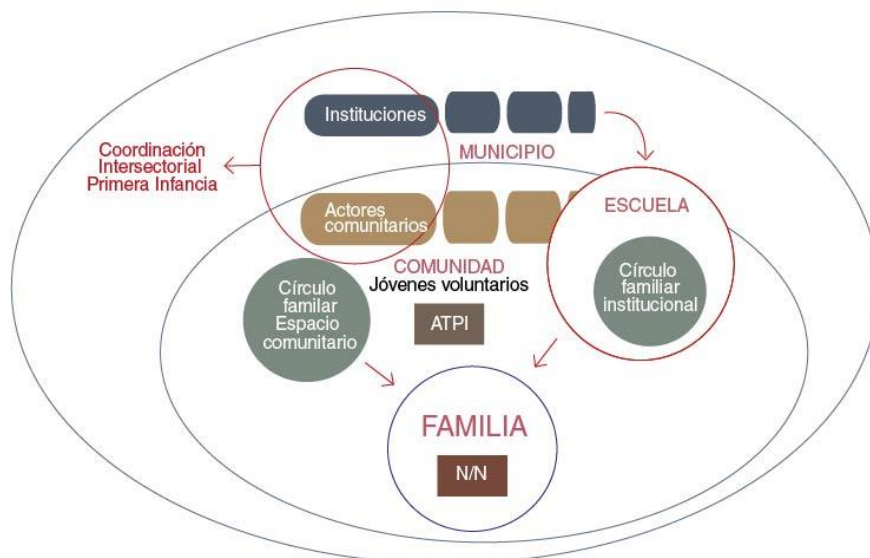 Instituciones
Coordinación
Intersectorial
Primera Infancia
MUNICIPIO
Actores
comunitarios
ESCUELA
COMUNIDAD
Jóvenes voluntarios
Círculo
familar
Espacio
comunitario
Círculo
familiar
institucional
ATPI
FAMILIA
N/N